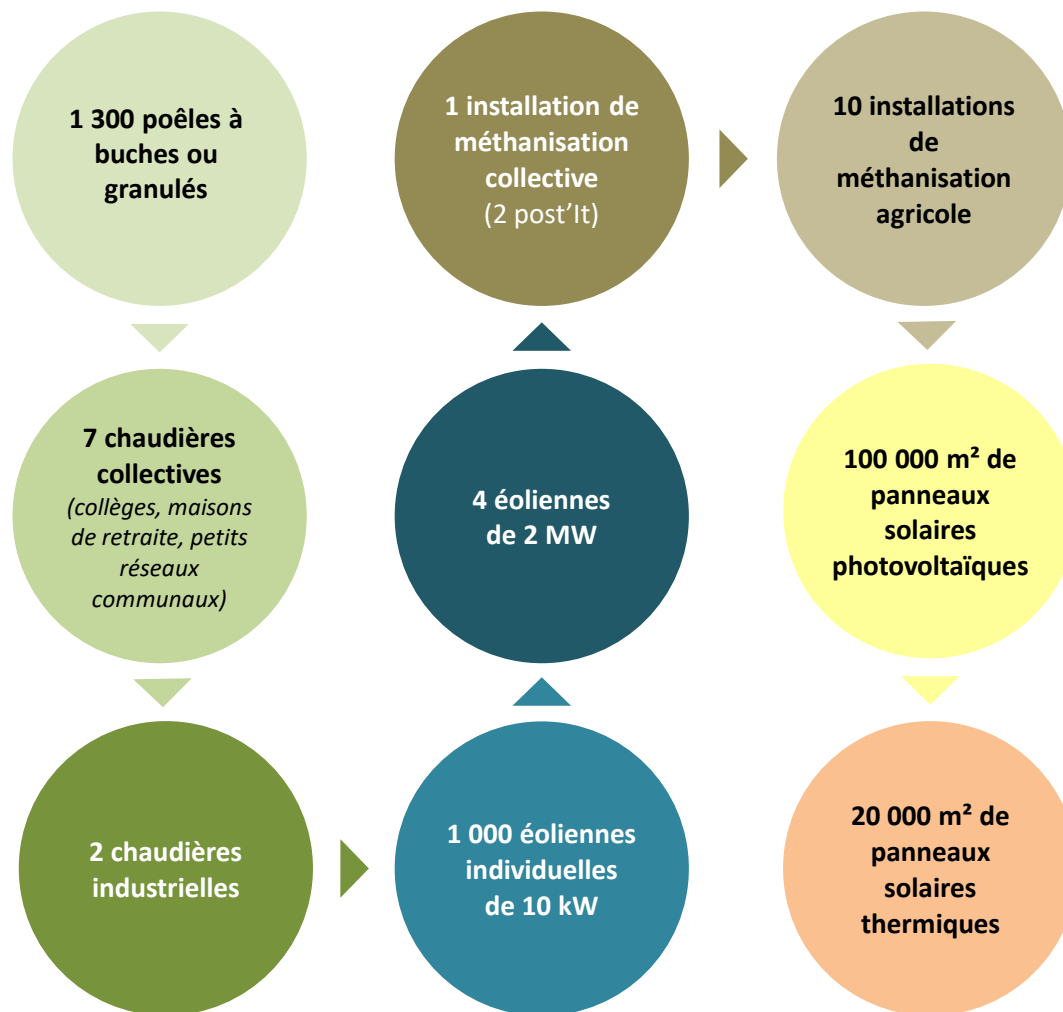 1 300 poêles à
buches ou
granulés
7 chaudières
collectives
(collèges, maisons
de retraite, petits
réseaux
communaux)
2 chaudières
industrielles
1 000 éoliennes
individuelles
de 10 kW
4 éoliennes
de 2 MW
1 installation de
méthanisation
collective
(2 post’It)
10 installations
de
méthanisation
agricole
100 000 m² de
panneaux
solaires
photovoltaïques
20 000 m² de
panneaux
solaires
thermiques